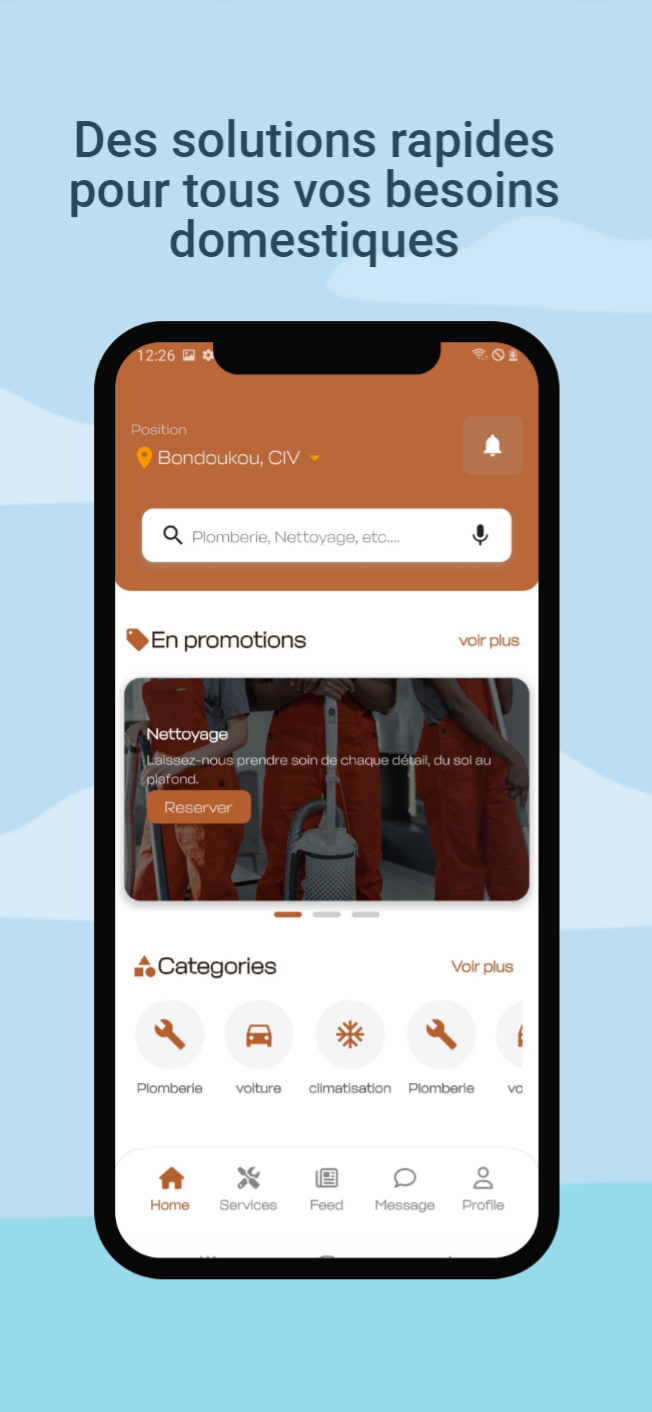 Des solutions rapides
pour tous vos besoins
domestiques
12:26
Position
Bondoukou, CIV
Plomberie, Nettoyage, etc....
En promotions
voir plus
Nettoyage
Laissez-nous prendre soin de chaque détail, du sol au
plafond.
Reserver
Categories
Voir plus
Plomberie
voiture
climatisation
Plomberie
vo
Home
Services
Feed
Message
Profile